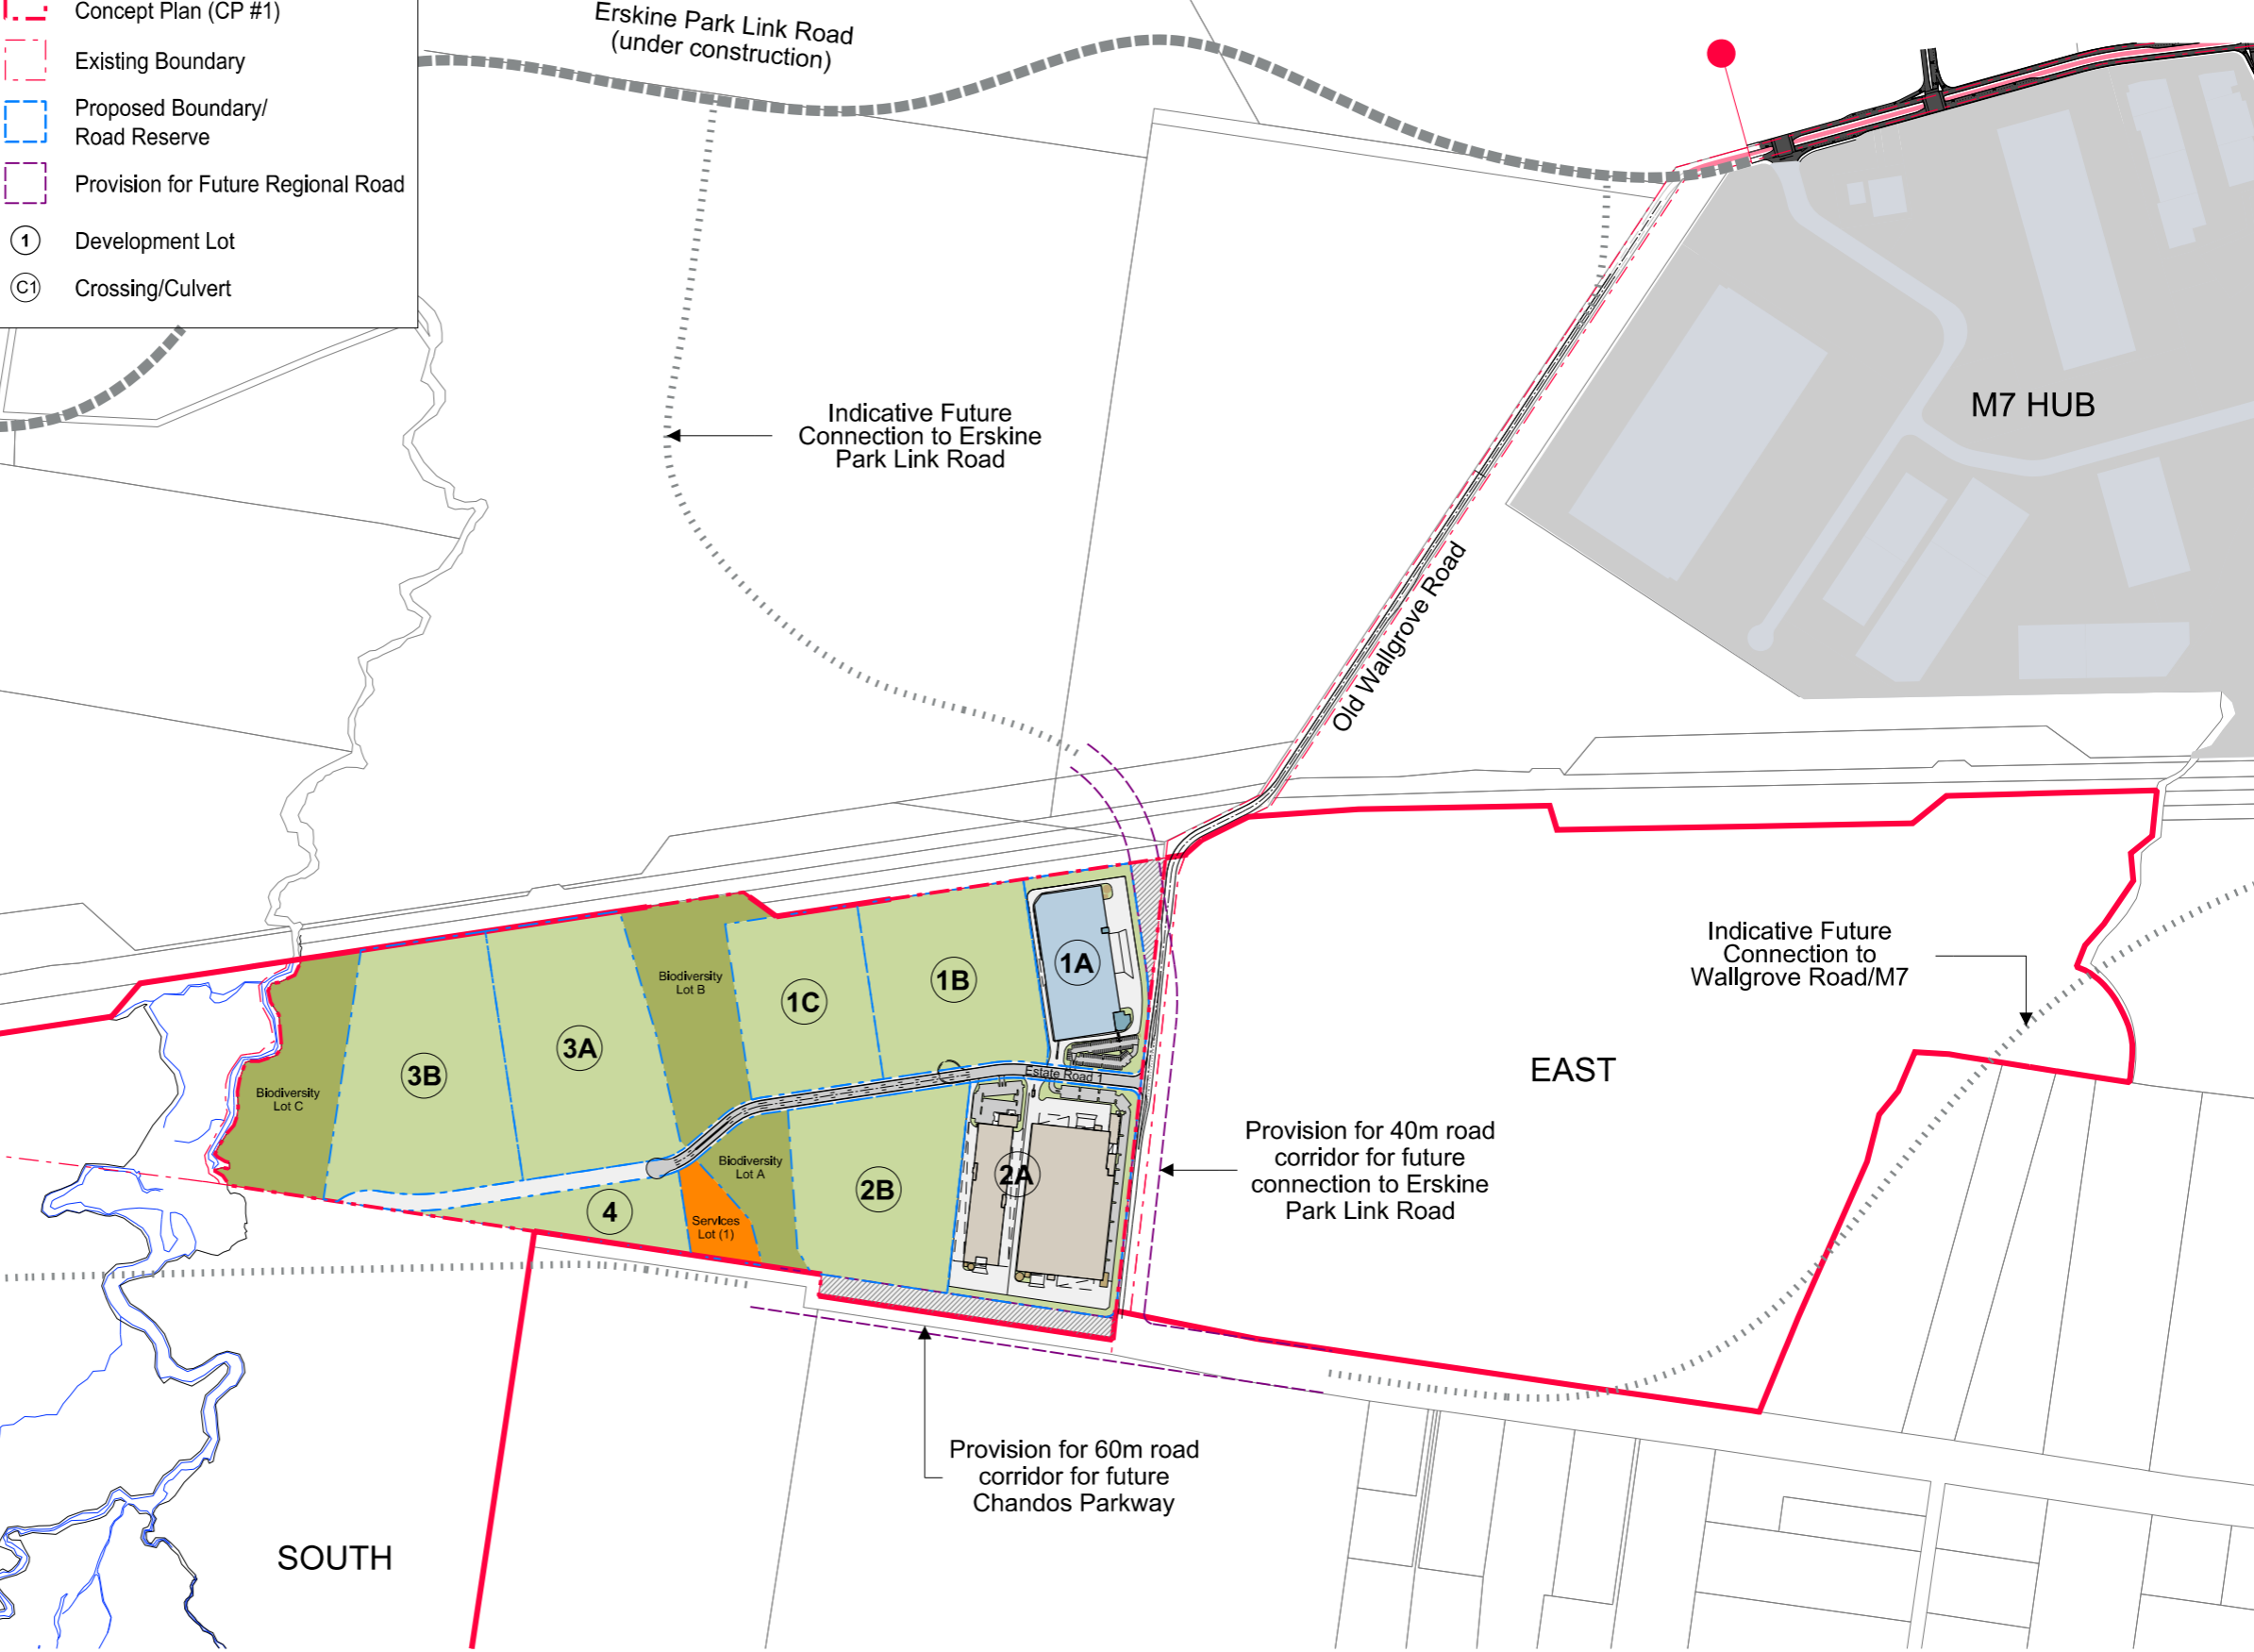 Concept Plan (CP #1)
Existing Boundary
Proposed Boundary/
Road Reserve
Provision for Future Regional Road
1
Development Lot
C1
Crossing/Culvert
Erskine Park Link Road
(under construction)
Indicative Future
Connection to Erskine
Park Link Road
M7 HUB
Old Wallgrove Road
Indicative Future
Connection to
Wallgrove Road/M7
EAST
Biodiversity
Lot B
1A
1B
1C
3A
3B
Biodiversity
Lot C
Estate Road 1
Biodiversity
Lot A
2A
2B
4
Services
Lot (1)
Provision for 40m road
corridor for future
connection to Erskine
Park Link Road
Provision for 60m road
corridor for future
Chandos Parkway
SOUTH